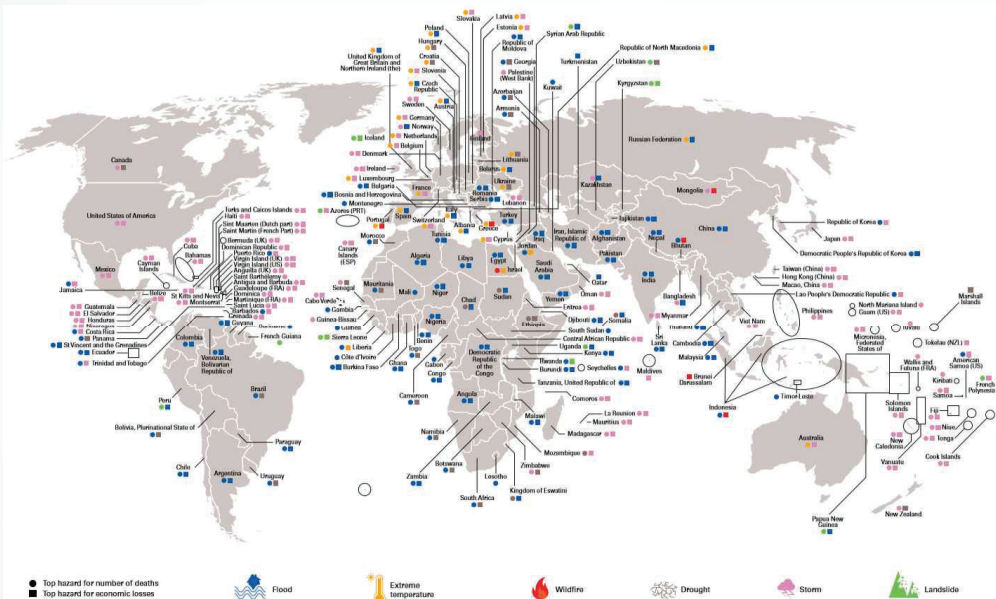 Slovakia
Latvia
Estonia
Republic of
Moldova
Syrian Arab Republic
Poland
Hungary
Croatia
Slovenia
Czech
Republic
Austria
United Kingdom of
Great Britain and
Northern Ireland (the)
Georgia
Palestine
(West Bank)
Azerbaijan
Armenia
Turkmenistan
Kuwait
Republic of North Macedonia
Uzbekistan
Kyrgyzstan
Sweden
Germany
Norway
Netherlands
Belgium
Iceland
Denmark
Ireland
Luxembourg
Bulgaria
Bosnia and Herzegovina
Montenegro
Azores (PRT)
Finland
Lithuania
Belarus
Ukraine
Romania
Serbia
Lebanon
France
Portugal
Spain
Switzerland
Italy
Albania
Greece
Turkey
Cyprus
Russian Federation
Kazakhstan
Mongolia
Canada
United States of America
Mexico
Turks and Caicos Islands
Haiti
Sint Maarten (Dutch part)
Saint Martin (French Part)
Bermuda (UK)
Dominican Republic
Puerto Rico
Virgin Island (UK)
Virgin Island (US)
Anguilla (UK)
Saint Barthélemy
Antigua and Barbuda
Guadeloupe (FRA)
Dominica
Martinique (FRA)
Saint Lucia
Barbados
Grenada
Guyana
Cuba
Bahamas
Cayman
Islands
Jamaica
Belize
St Kitts and Nevis
Montserrat
Guatemala
El Salvador
Honduras
Costa Rica
Panama
St Vincent and the Grenadines
Ecuador
Trinidad and Tobago
Colombia
Venezuela,
Bolivarian
Republic of
French Guiana
Brazil
Peru
Bolivia, Plurinational State of
Paraguay
Chile
Argentina
Uruguay
Morocco
Canary
Islands
(ESP)
Tunisia
Algeria
Libya
Egypt
Israel
Jordan
Iraq
Iran, Islamic
Republic of
Saudi
Arabia
Qatar
Oman
Yemen
Eritrea
Djibouti
Somalia
Senegal
Cabo Verde
Gambia
Guinea-Bissau
Guinea
Sierra Leone
Liberia
Côte d'Ivoire
Burkina Faso
Mauritania
Mali
Niger
Chad
Sudan
Ethiopia
South Sudan
Central African Republic
Uganda
Kenya
Rwanda
Burundi
Seychelles
Tanzania, United Republic of
Comoros
Nigeria
Benin
Togo
Ghana
Gabon
Congo
Cameroon
Democratic
Republic
of the
Congo
Angola
Malawi
La Reunion
Mauritius
Madagascar
Mozambique
Zimbabwe
Namibia
Botswana
Zambia
South Africa
Lesotho
Kingdom of Eswatini
Tajikistan
Afghanistan
Pakistan
Nepal
Bhutan
China
India
Bangladesh
Myanmar
Thailand
Sri
Lanka
Maldives
Cambodia
Malaysia
Brunei
Darussalam
Viet Nam
Indonesia
Timor-Leste
Republic of Korea
Japan
Democratic People's Republic of Korea
Taiwan (China)
Hong Kong (China)
Macao, China
Lao People's Democratic Republic
North Mariana Island
Guam (US)
Philippines
Marshall
Islands
Micronesia,
Federated
States of
Tuvalu
Tokelau (NZL)
Wallis and
Futuna (FRA)
American
Samoa (US)
Kiribati
Samoa
French
Polynesia
Solomon
Islands
Fiji
Niue
New
Caledonia
Tonga
Vanuatu
Cook Islands
Australia
New Zealand
Papua New
Guinea
Top hazard for number of deaths
Top hazard for economic losses
Flood
Extreme
temperature
Wildfire
Drought
Storm
Landslide